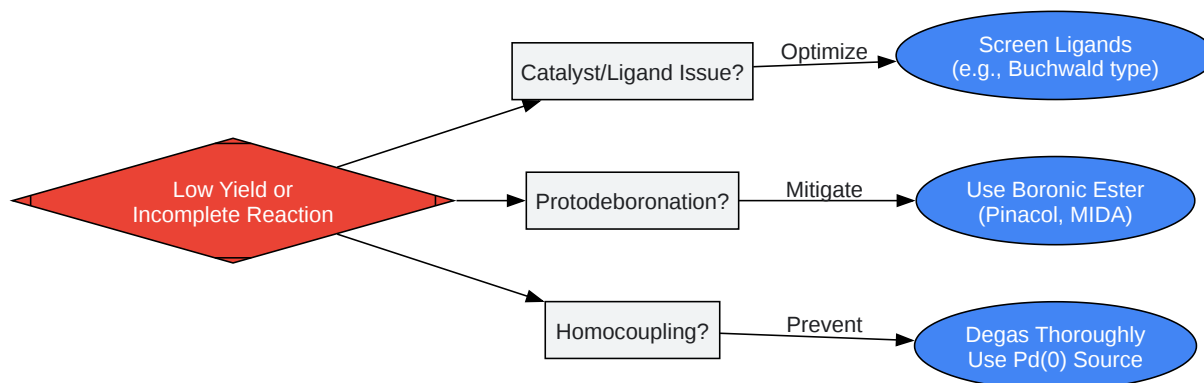 Catalyst/Ligand Issue?
Optimize
Screen Ligands
(e.g., Buchwald type)
Low Yield or
Incomplete Reaction
Protodeboronation?
Mitigate
Use Boronic Ester
(Pinacol, MIDA)
Homocoupling?
Prevent
Degas Thoroughly
Use Pd(0) Source